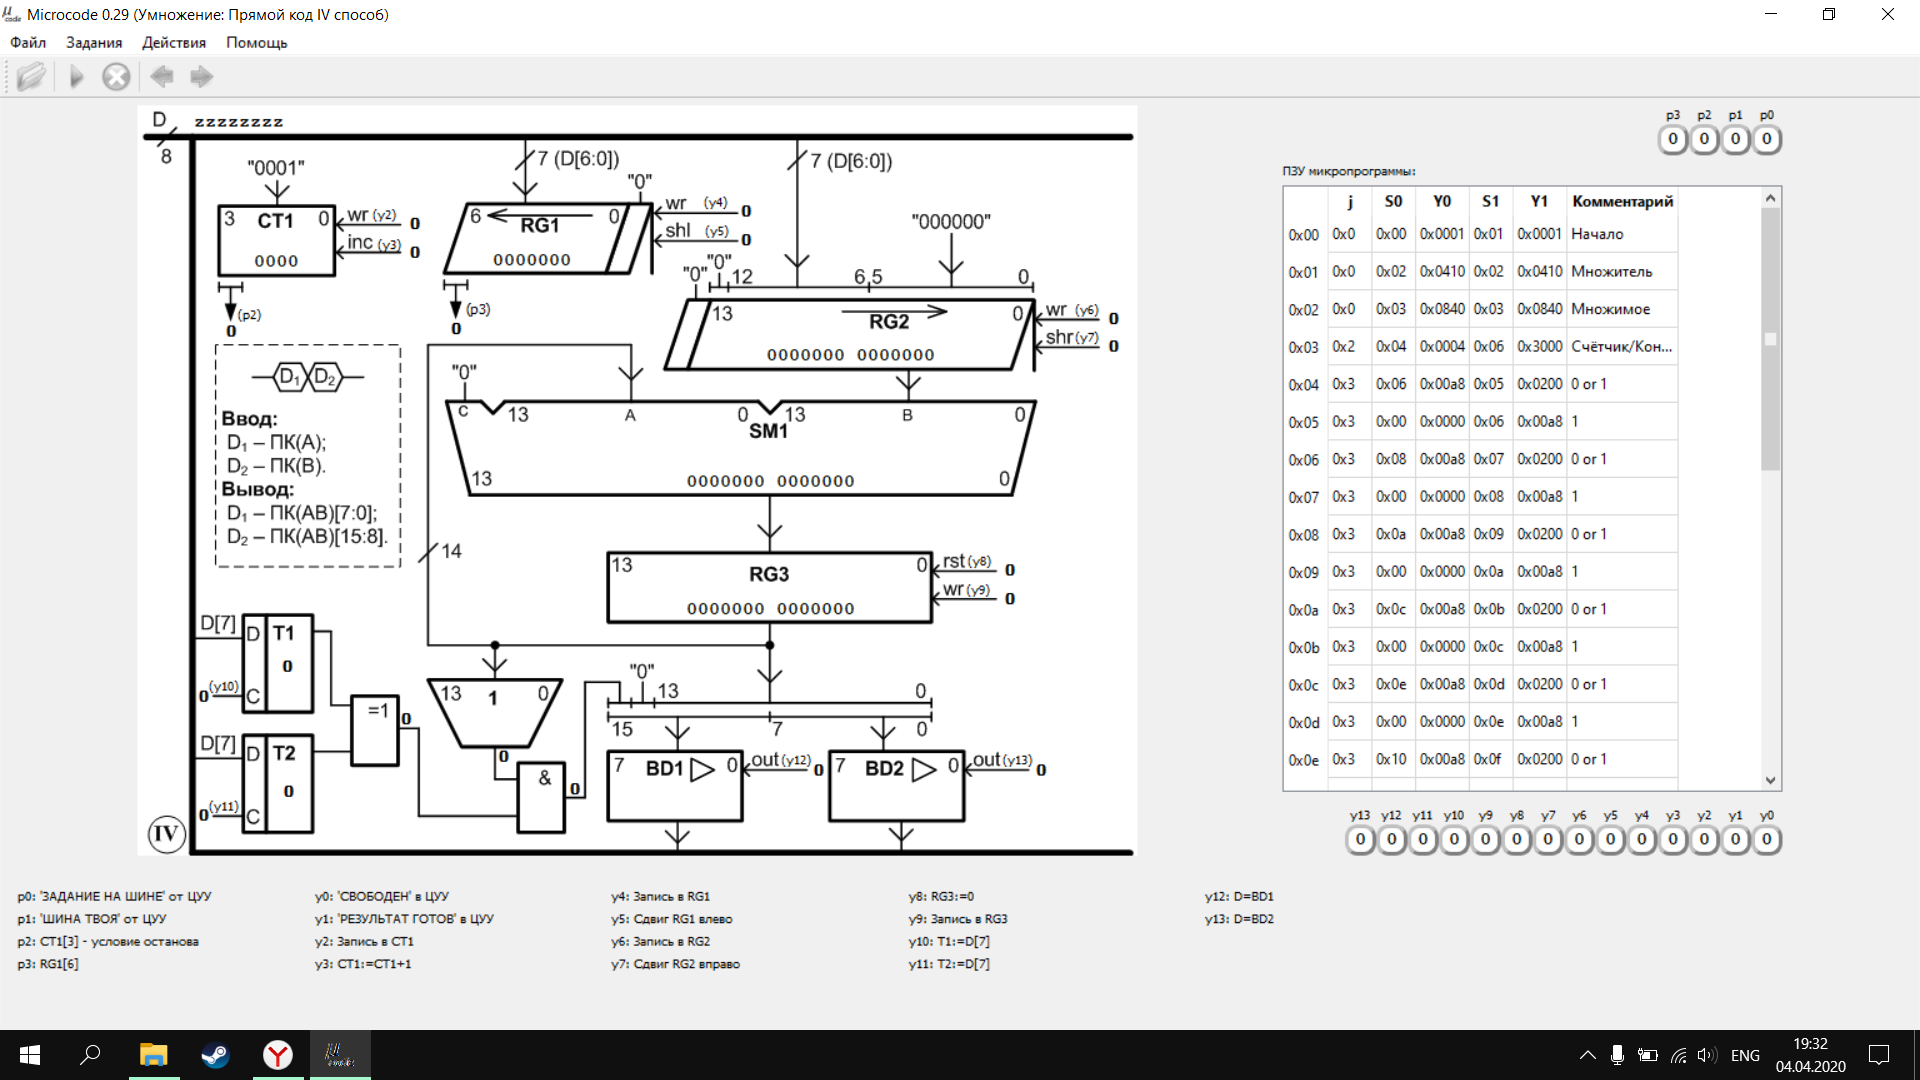 Microcode 0.29 (Умножение: Прямой код IV способ)
Файл Задания Действия Помощь
D zzzzzzzz
8
"0001"
3 CT1 0
0000
wr (y2) 0
inc (y3) 0
(p2)
0
7 (D[6:0])
"0"
6 RG1 0
0000000
wr (y4) 0
shl (y5) 0
(p3)
0
7 (D[6:0])
"000000"
"0" "0" 12 6,5 0
13 RG2 0
0000000 0000000
wr (y6) 0
shr (y7) 0
D1 D2
Ввод:
D1 – ПК(A);
D2 – ПК(B).
Вывод:
D1 – ПК(AB)[7:0];
D2 – ПК(AB)[15:8].
"0"
C 13 A 0 13 B 0
SM1
13 0000000 0000000 0
14
13 RG3 0
0000000 0000000
rst (y8) 0
wr (y9) 0
D[7] D T1
0
0 (y10) C
D[7] D T2
0
0 (y11) C
=1 0
13 1 0
0
& 0
"0" 13 0
15 7 0
7 BD1 0 out (y12) 0
7 BD2 0 out (y13) 0
IV
p3 p2 p1 p0
0 0 0 0
ПЗУ микропрограммы:
j S0 Y0 S1 Y1 Комментарий
0x00 0x0 0x00 0x0001 0x01 0x0001 Начало
0x01 0x0 0x02 0x0410 0x02 0x0410 Множитель
0x02 0x0 0x03 0x0840 0x03 0x0840 Множимое
0x03 0x2 0x04 0x0004 0x06 0x3000 Счётчик/Кон...
0x04 0x3 0x06 0x00a8 0x05 0x0200 0 or 1
0x05 0x3 0x00 0x0000 0x06 0x00a8 1
0x06 0x3 0x08 0x00a8 0x07 0x0200 0 or 1
0x07 0x3 0x00 0x0000 0x08 0x00a8 1
0x08 0x3 0x0a 0x00a8 0x09 0x0200 0 or 1
0x09 0x3 0x00 0x0000 0x0a 0x00a8 1
0x0a 0x3 0x0c 0x00a8 0x0b 0x0200 0 or 1
0x0b 0x3 0x00 0x0000 0x0c 0x00a8 1
0x0c 0x3 0x0e 0x00a8 0x0d 0x0200 0 or 1
0x0d 0x3 0x00 0x0000 0x0e 0x00a8 1
0x0e 0x3 0x10 0x00a8 0x0f 0x0200 0 or 1
y13 y12 y11 y10 y9 y8 y7 y6 y5 y4 y3 y2 y1 y0
0 0 0 0 0 0 0 0 0 0 0 0 0 0
p0: 'ЗАДАНИЕ НА ШИНЕ' от ЦУУ
p1: 'ШИНА ТВОЯ' от ЦУУ
p2: CT1[3] - условие останова
p3: RG1[6]
y0: 'СВОБОДЕН' в ЦУУ
y1: 'РЕЗУЛЬТАТ ГОТОВ' в ЦУУ
y2: Запись в CT1
y3: CT1:=CT1+1
y4: Запись в RG1
y5: Сдвиг RG1 влево
y6: Запись в RG2
y7: Сдвиг RG2 вправо
y8: RG3:=0
y9: Запись в RG3
y10: T1:=D[7]
y11: T2:=D[7]
y12: D=BD1
y13: D=BD2
ENG
19:32
04.04.2020